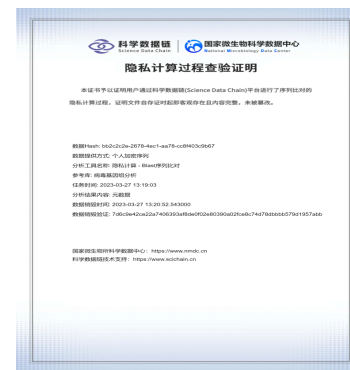 科学数据链
Science Data Chain
国家微生物科学数据中心
National Microbiology Data Center
隐私计算过程查验证明
本证书予以证明用户通过科学数据链(Science Data Chain)平台进行了序列比对的
隐私计算过程，证明文件自存证时起即客观存在且内容完整，未被篡改。
数据Hash: bb2c2c2e-2678-4ec1-aa78-cc8f403c9b67
数据提供方式: 个人加密序列
分析工具名称: 隐私计算 - Blast序列比对
参考库: 病毒基因组分析
任务时间: 2023-03-27 13:19:03
分析结果内容: 元数据
数据销毁时间: 2023-03-27 13:20:52.543000
数据销毁验证: 7d6c9e42ce22a7406393af8de0f02e80390a02fce8c74d78dbbbb579d1957abb
国家微生物所科学数据中心：https://www.nmdc.cn
科学数据链技术支持：https://www.scichain.cn